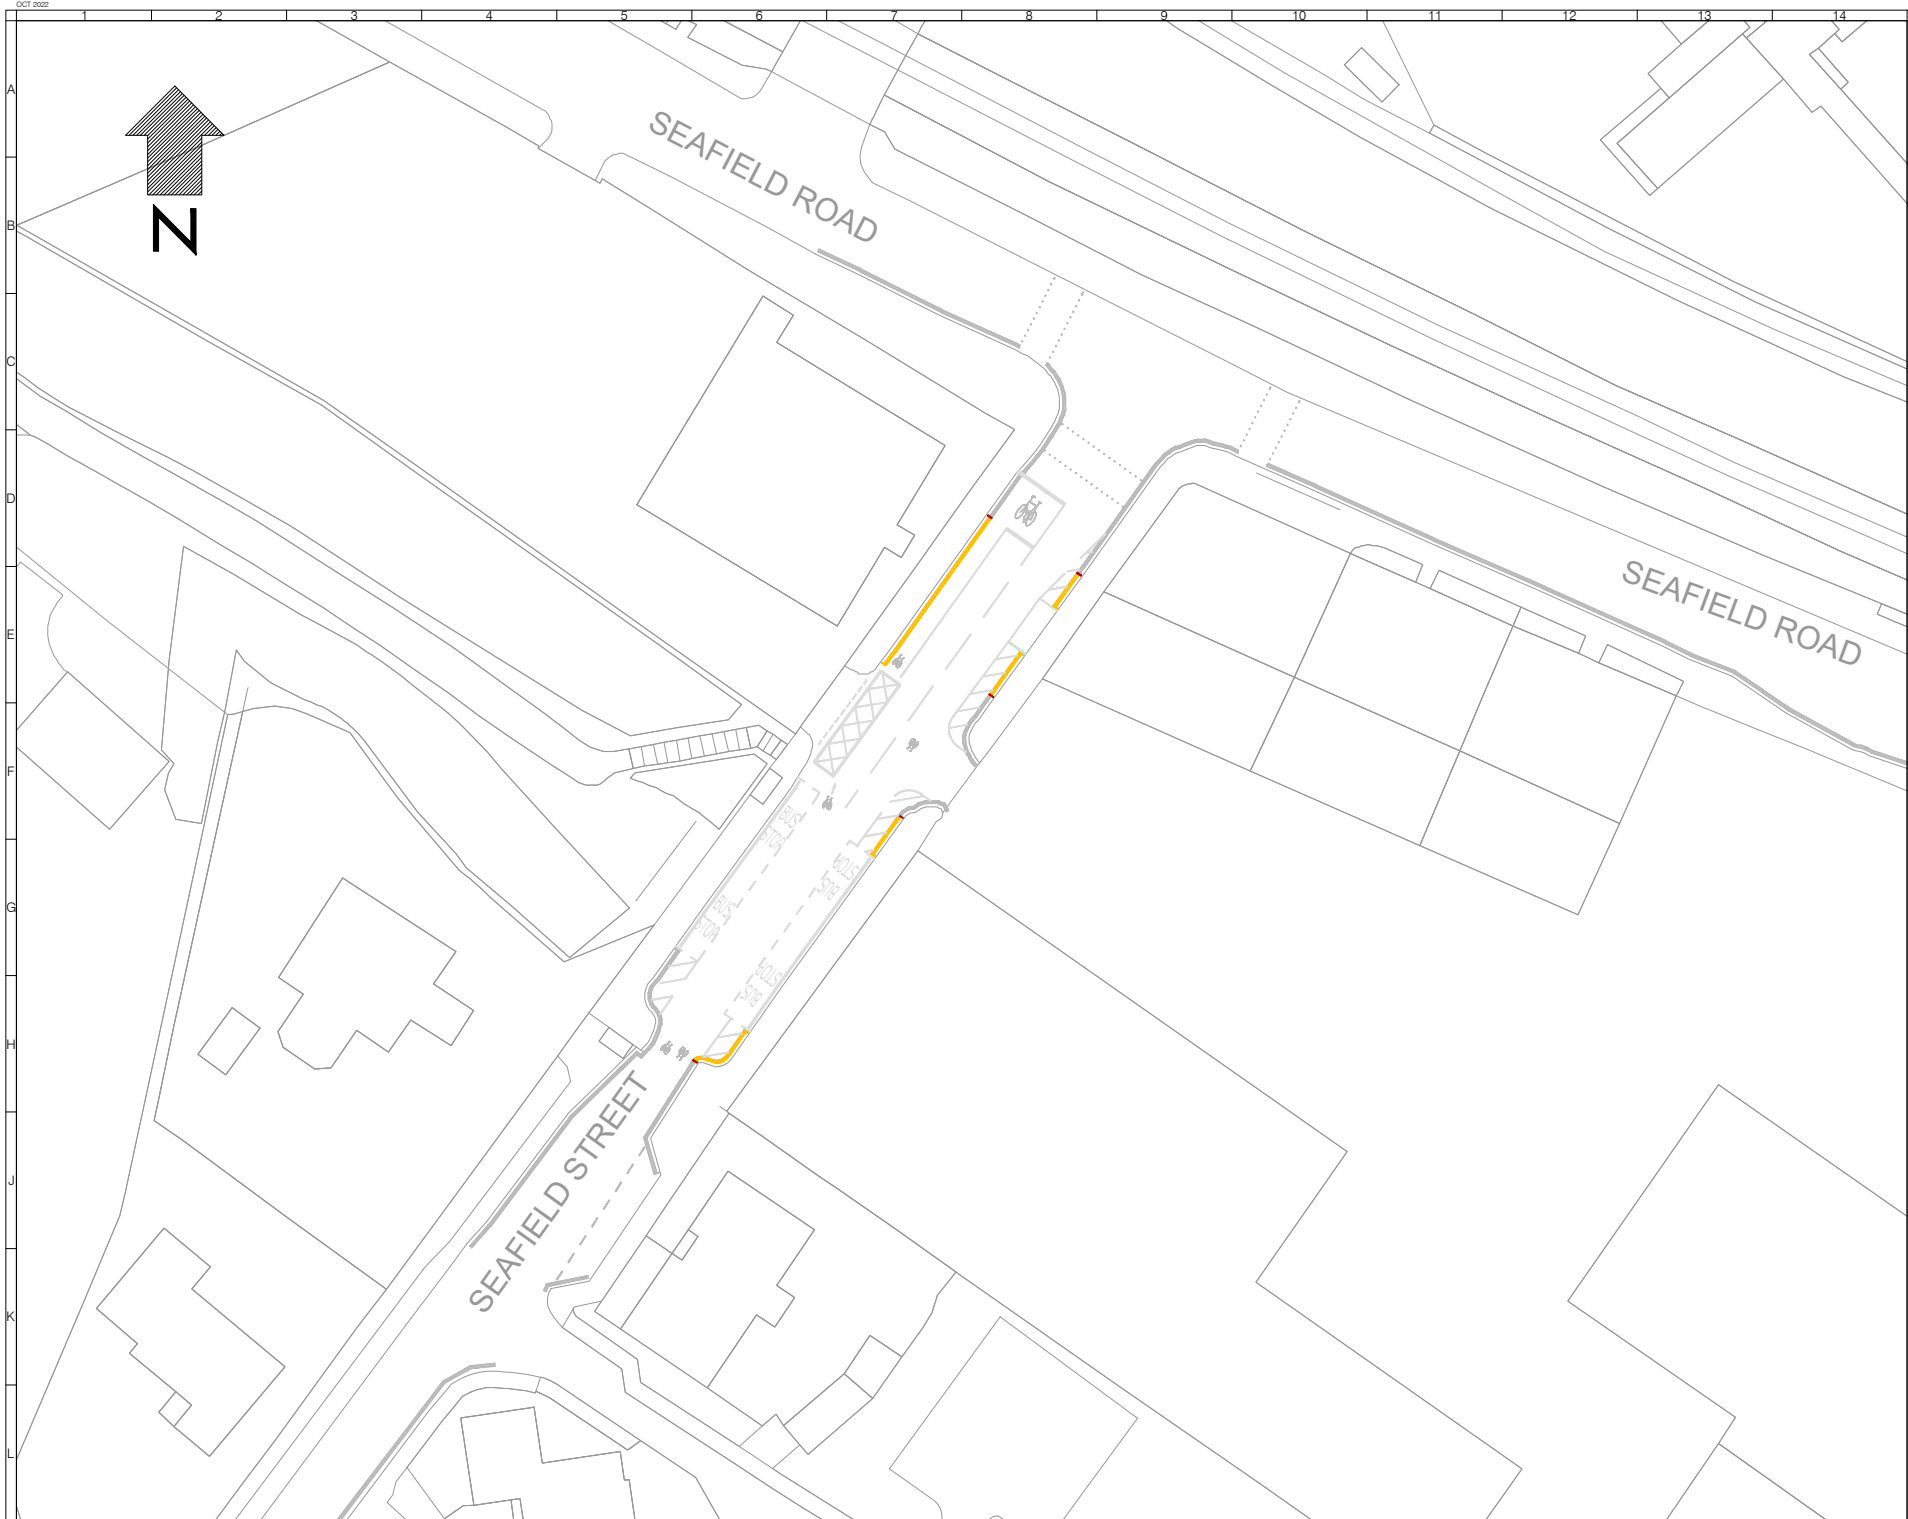 OCT 2022
1 2 3 4 5 6 7 8 9 10 11 12 13 14
A
B
C
D
E
F
G
H
J
K
L
N
SEAFIELD ROAD
SEAFIELD ROAD
BUS
STOP
BUS
STOP
BUS
STOP
BUS
STOP
SEAFIELD STREET